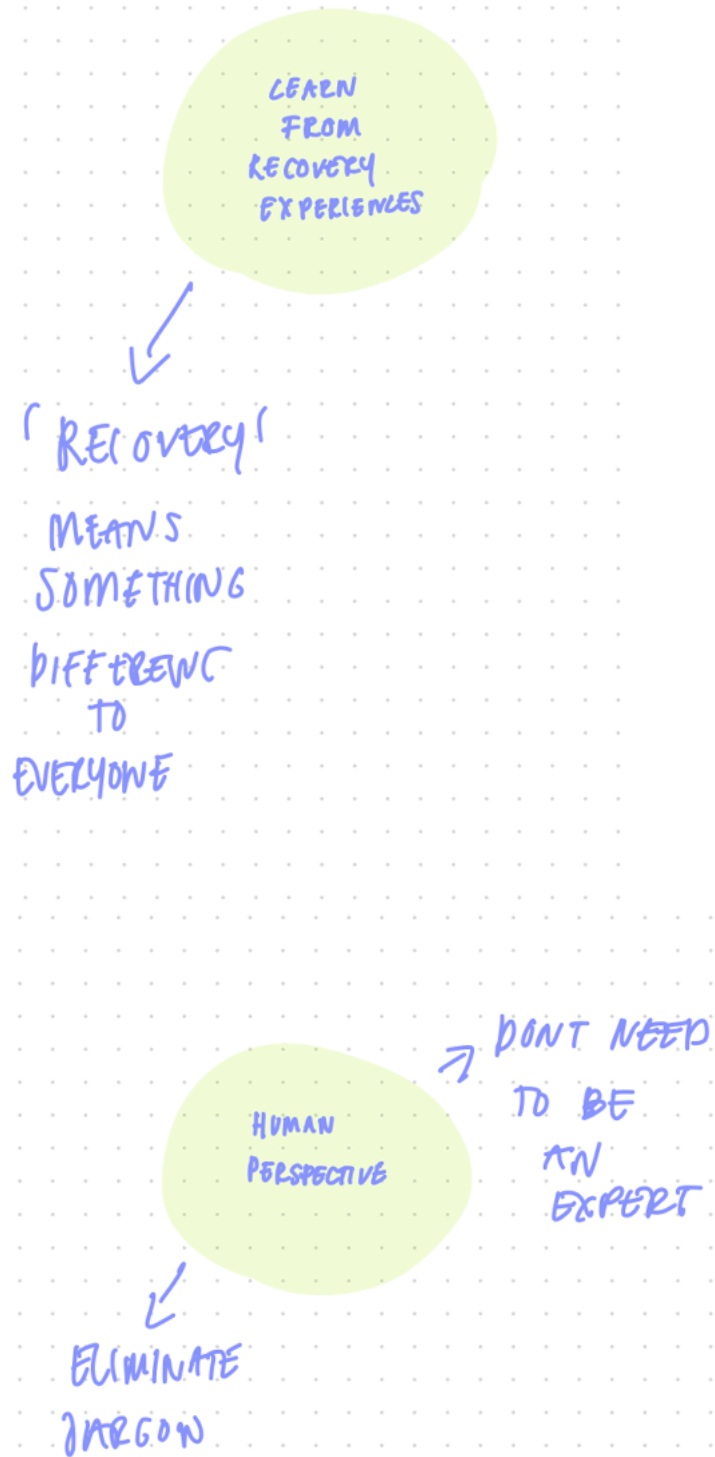 LEARN
FROM
RECOVERY
EXPERIENCES
'RECOVERY'
MEANS
SOMETHING
DIFFERENT
TO
EVERYONE
DONT NEED
TO BE
AN
EXPERT
HUMAN
PERSPECTIVE
ELIMINATE
JARGON